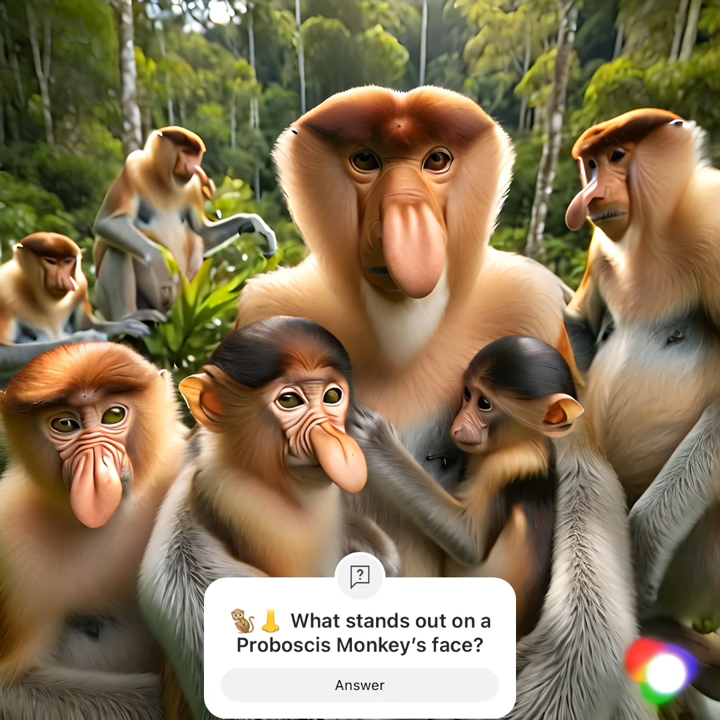 🐒👃 What stands out on a
Proboscis Monkey’s face?
Answer